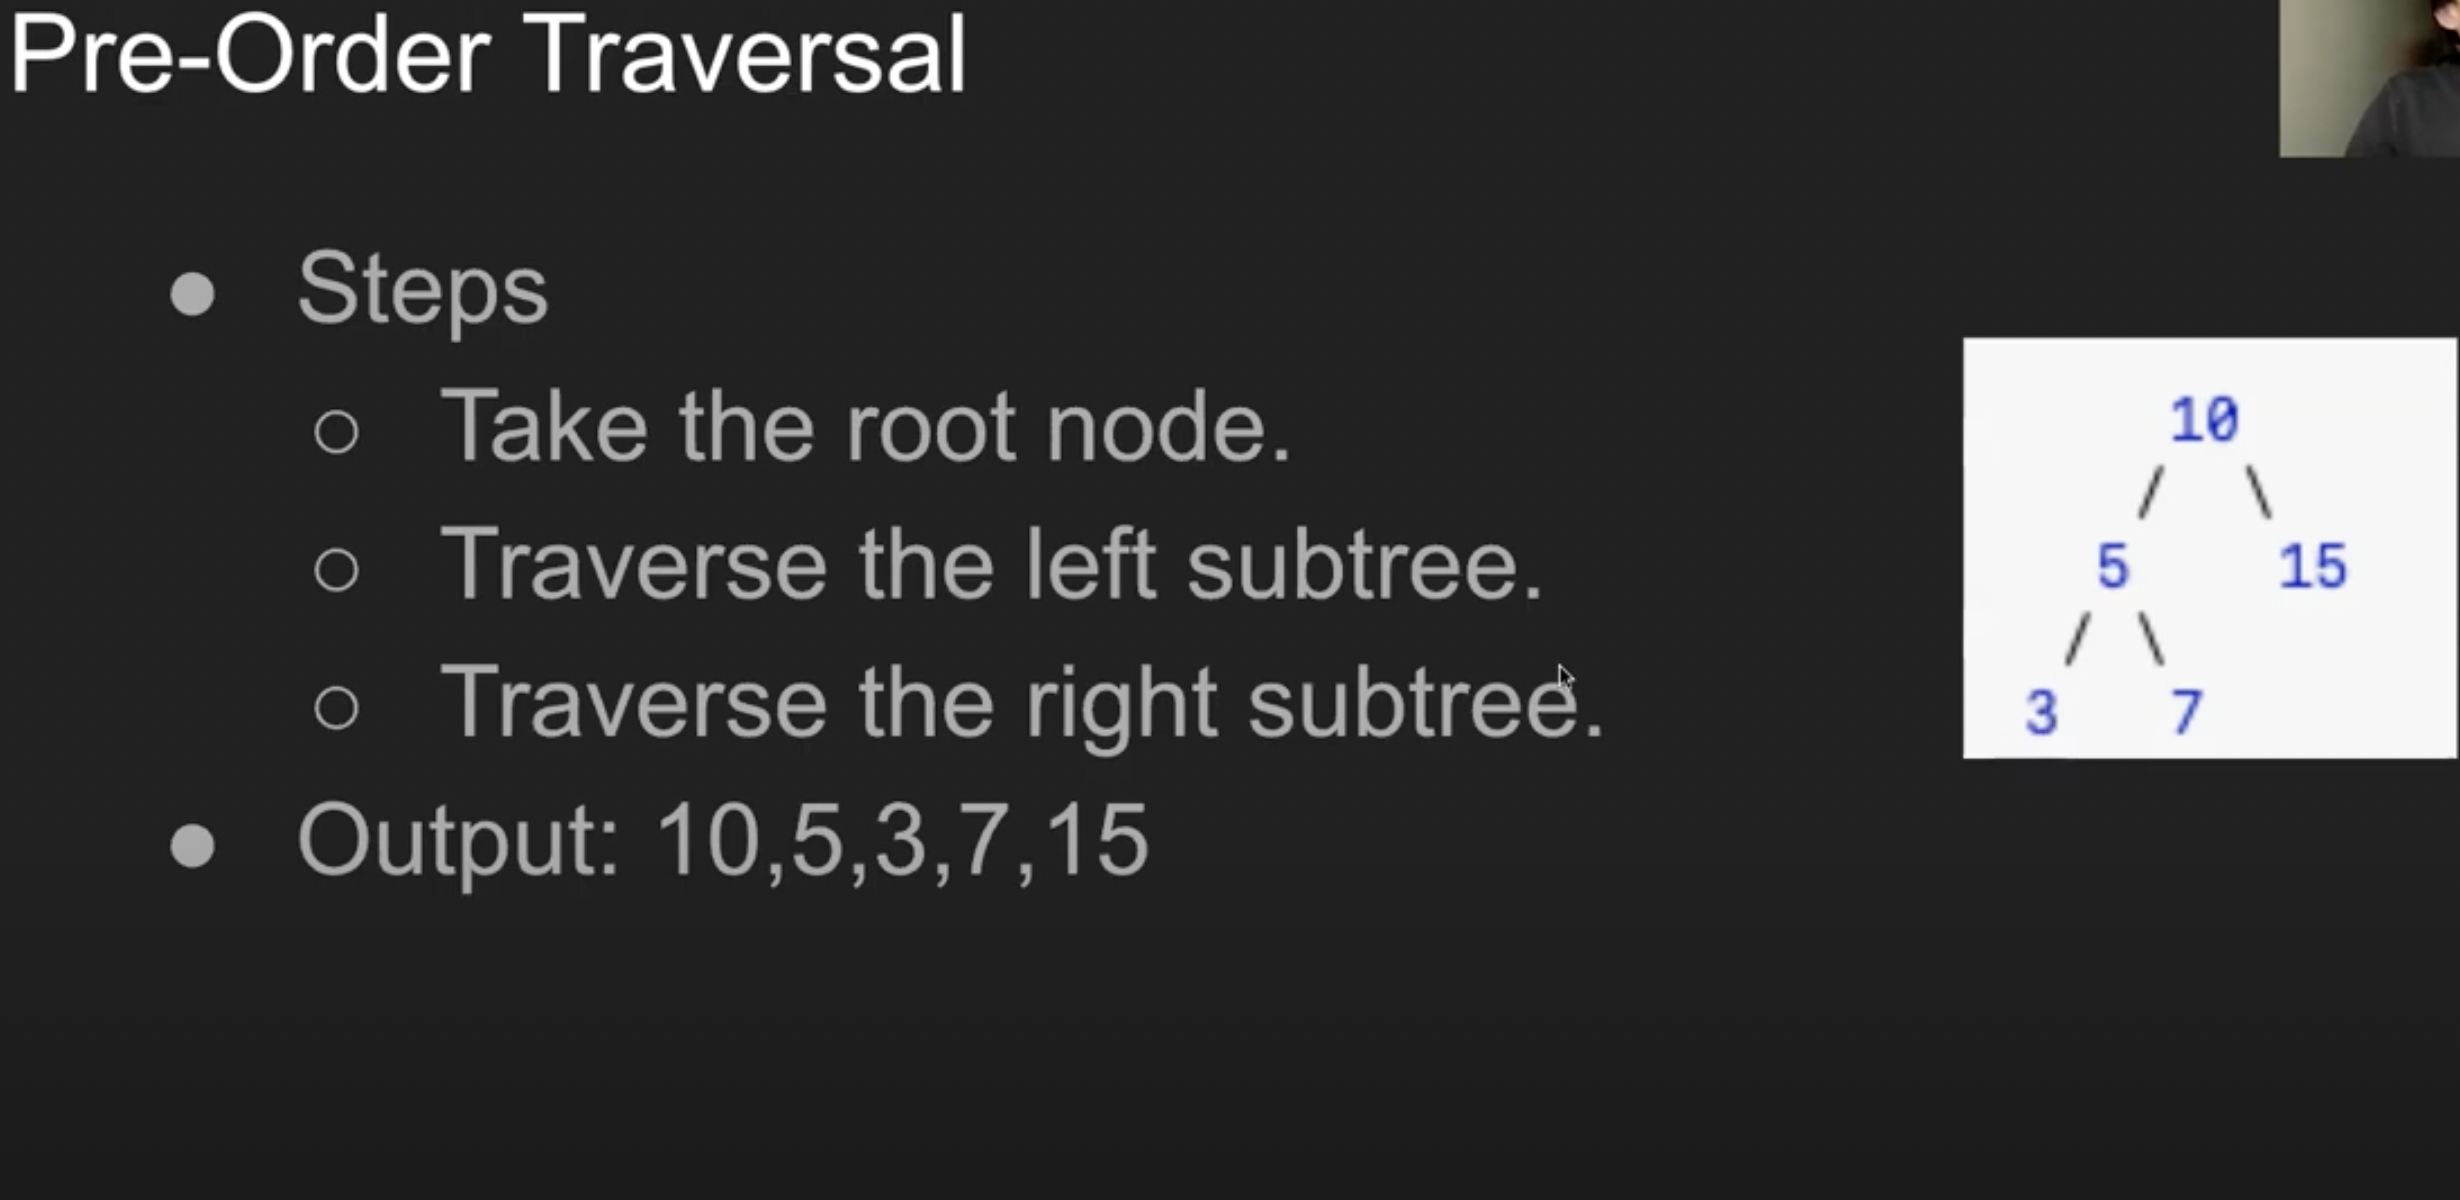 Pre-Order Traversal
● Steps
○ Take the root node.
○ Traverse the left subtree.
○ Traverse the right subtree.
● Output: 10,5,3,7,15
10
5 15
3 7